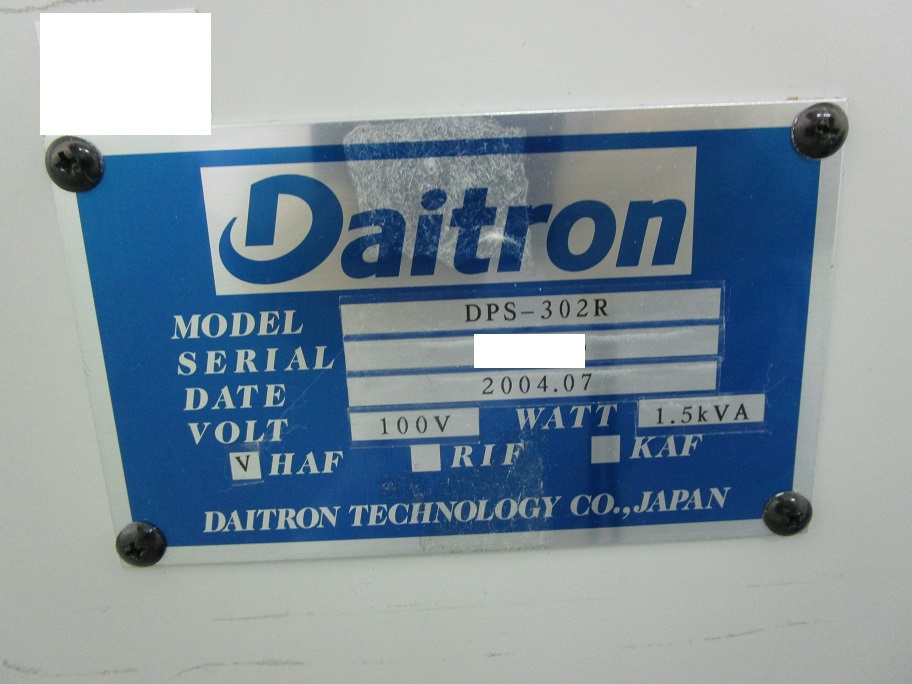 Daitron
MODEL DPS-302R
SERIAL
DATE 2004.07
VOLT 100V WATT 1.5kVA
V HAF RIF KAF
DAITRON TECHNOLOGY CO.,JAPAN